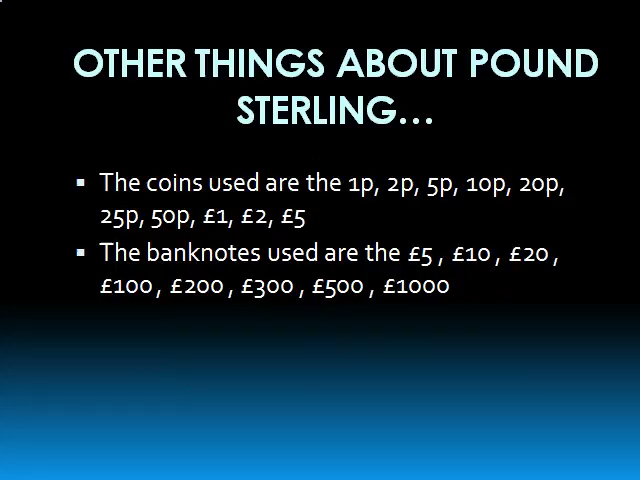 OTHER THINGS ABOUT POUND
STERLING…
▪ The coins used are the 1p, 2p, 5p, 10p, 20p,
25p, 50p, £1, £2, £5
▪ The banknotes used are the £5 , £10 , £20 ,
£100 , £200 , £300 , £500 , £1000